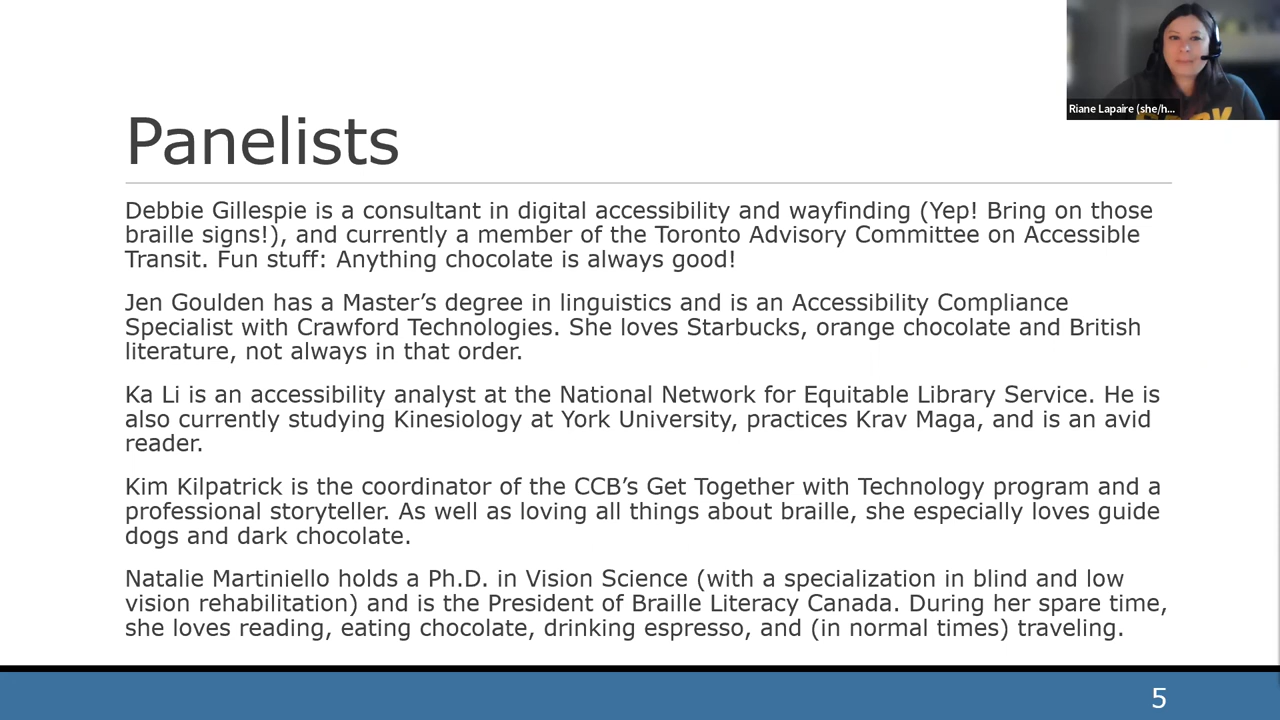 Riane Lapaire (she/h...
Panelists
Debbie Gillespie is a consultant in digital accessibility and wayfinding (Yep! Bring on those
braille signs!), and currently a member of the Toronto Advisory Committee on Accessible
Transit. Fun stuff: Anything chocolate is always good!
Jen Goulden has a Master’s degree in linguistics and is an Accessibility Compliance
Specialist with Crawford Technologies. She loves Starbucks, orange chocolate and British
literature, not always in that order.
Ka Li is an accessibility analyst at the National Network for Equitable Library Service. He is
also currently studying Kinesiology at York University, practices Krav Maga, and is an avid
reader.
Kim Kilpatrick is the coordinator of the CCB’s Get Together with Technology program and a
professional storyteller. As well as loving all things about braille, she especially loves guide
dogs and dark chocolate.
Natalie Martiniello holds a Ph.D. in Vision Science (with a specialization in blind and low
vision rehabilitation) and is the President of Braille Literacy Canada. During her spare time,
she loves reading, eating chocolate, drinking espresso, and (in normal times) traveling.
5